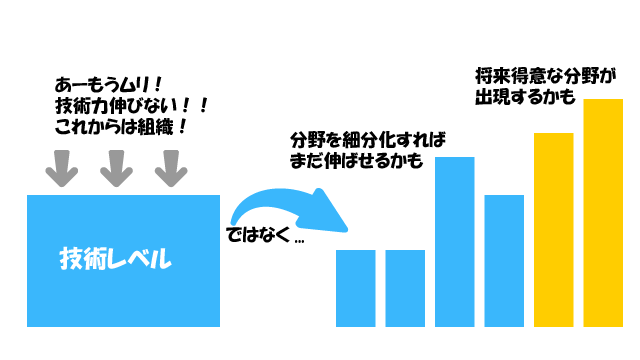 あーもうムリ！
技術力伸びない！！
これからは組織！
技術レベル
ではなく...
分野を細分化すれば
まだ伸ばせるかも
将来得意な分野が
出現するかも